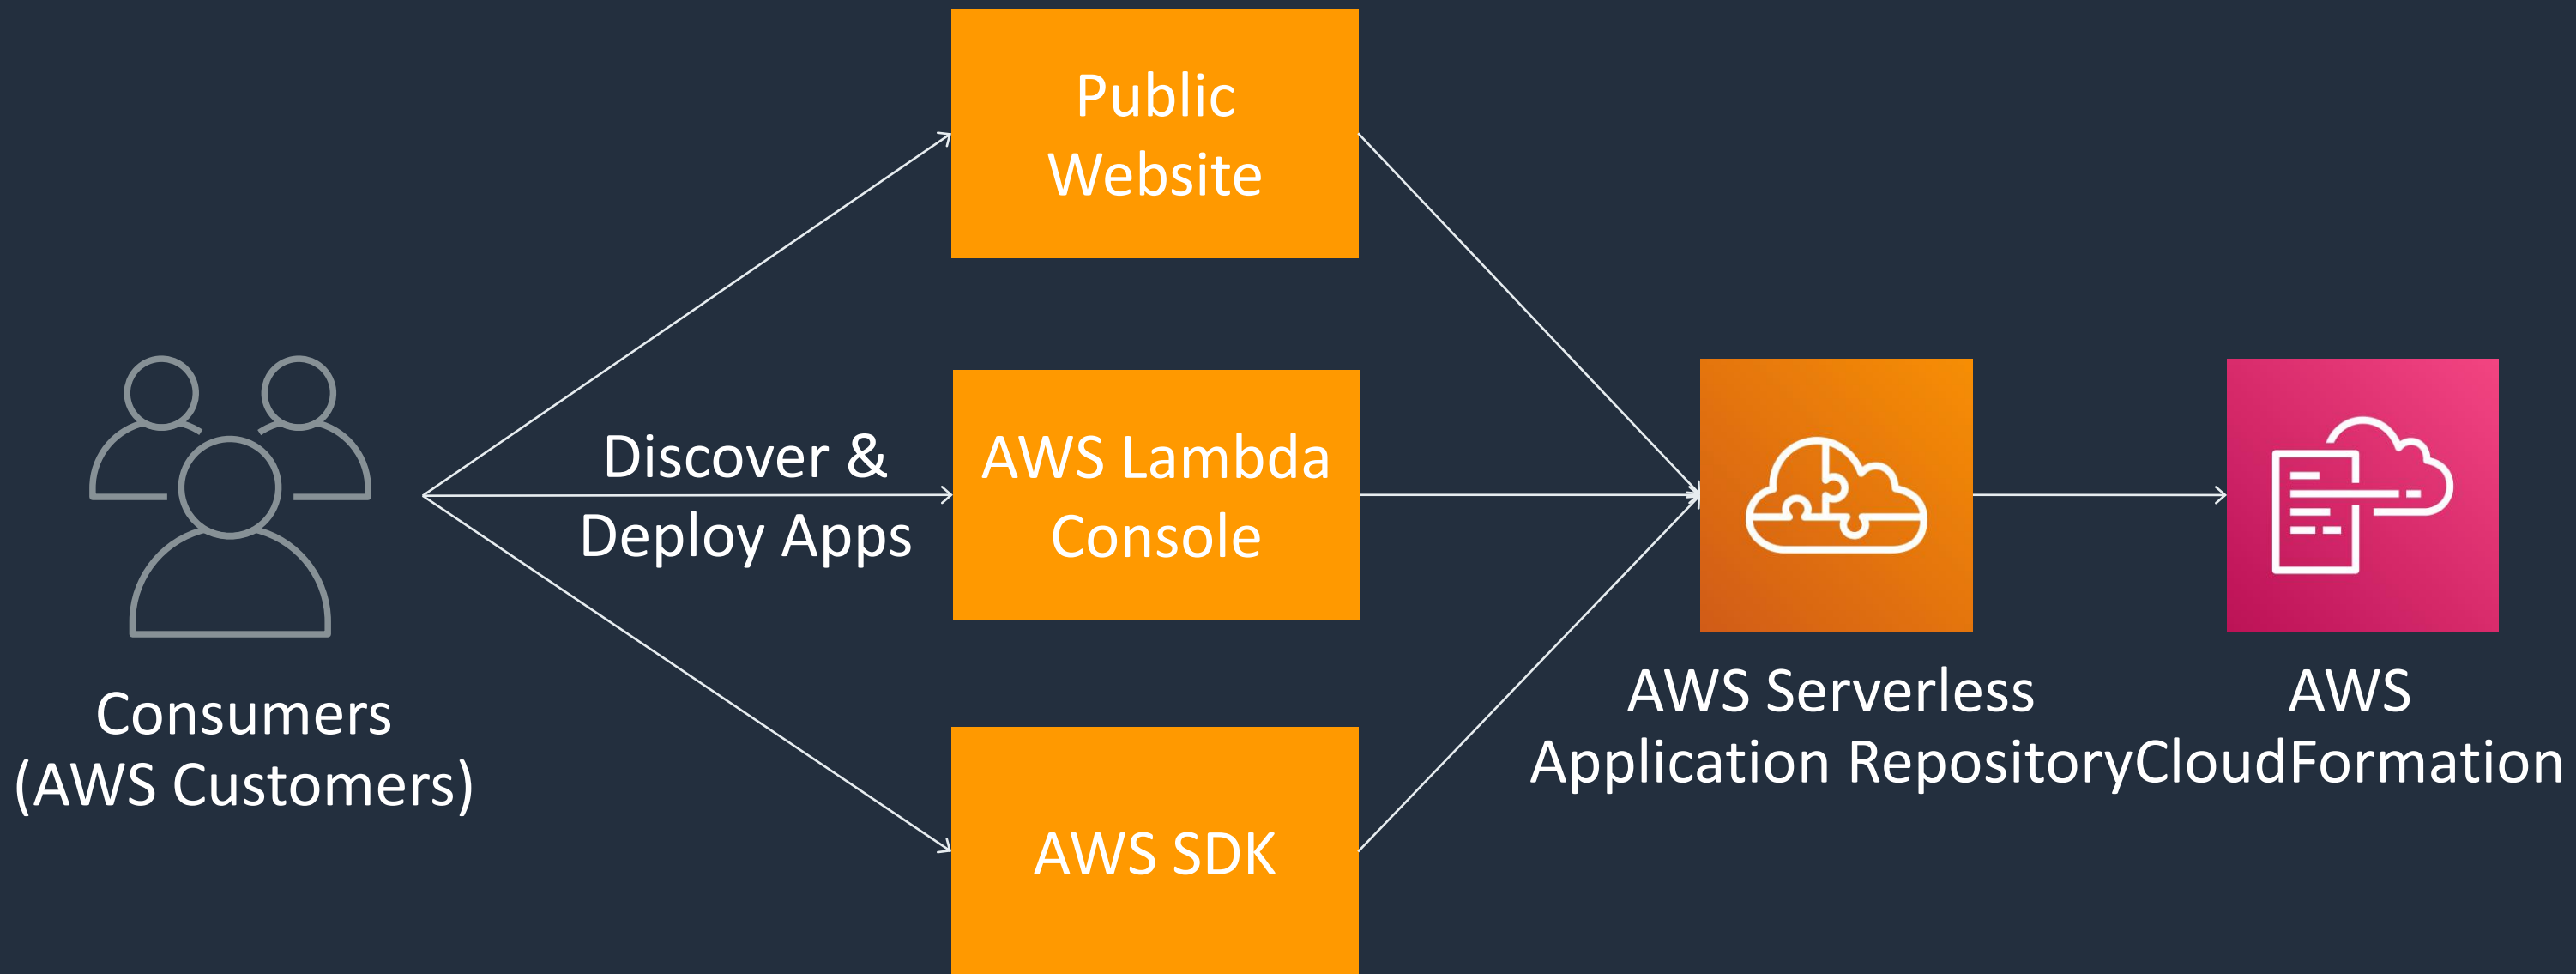 Public
Website
Discover &
Deploy Apps
AWS Lambda
Console
AWS SDK
Consumers
(AWS Customers)
AWS Serverless
Application Repository
AWS
CloudFormation